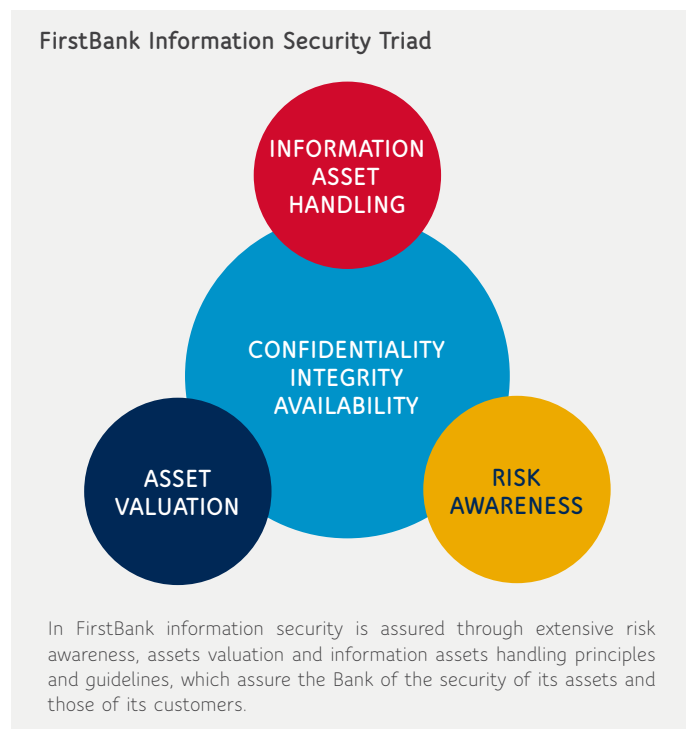 FirstBank Information Security Triad
INFORMATION
ASSET
HANDLING
CONFIDENTIALITY
INTEGRITY
AVAILABILITY
ASSET
VALUATION
RISK
AWARENESS
In FirstBank information security is assured through extensive risk
awareness, assets valuation and information assets handling principles
and guidelines, which assure the Bank of the security of its assets and
those of its customers.